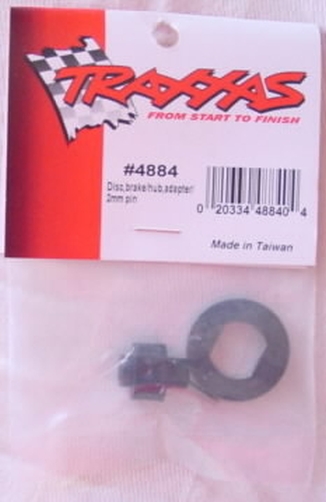 TRAXXAS
FROM START TO FINISH
#4884
Disc,brake/hub,adapter/
2mm pin
0 20334 48840 4
Made in Taiwan